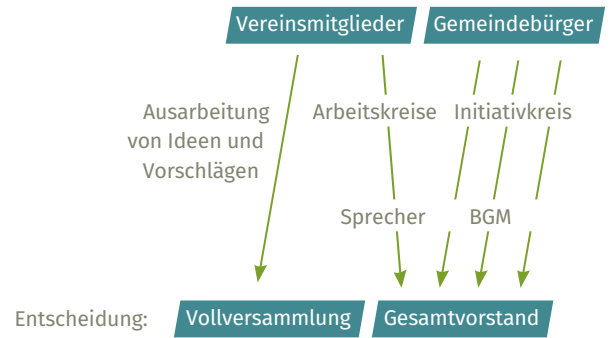 Vereinsmitglieder Gemeindebürger
Ausarbeitung
von Ideen und
Vorschlägen
Arbeitskreise Initiativkreis
Sprecher BGM
Entscheidung: Vollversammlung Gesamtvorstand